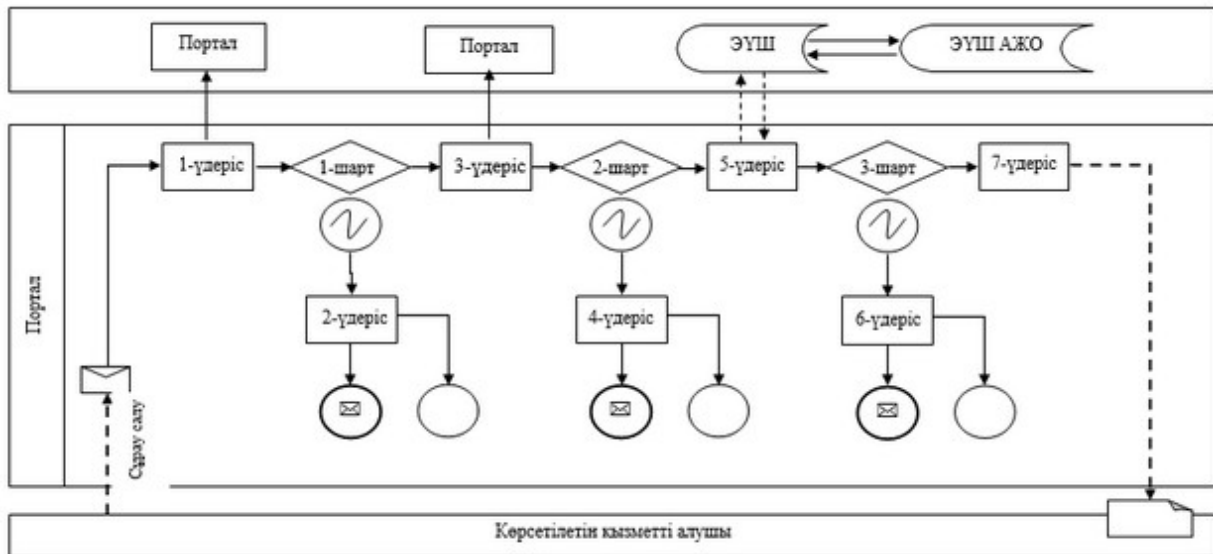 Портал
Портал
ЭҮШ
ЭҮШ АЖО
1-үдеріс
1-шарт
3-үдеріс
2-шарт
5-үдеріс
3-шарт
7-үдеріс
2-үдеріс
4-үдеріс
6-үдеріс
Портал
Сұрау салу
Көрсетілетін қызметті алушы